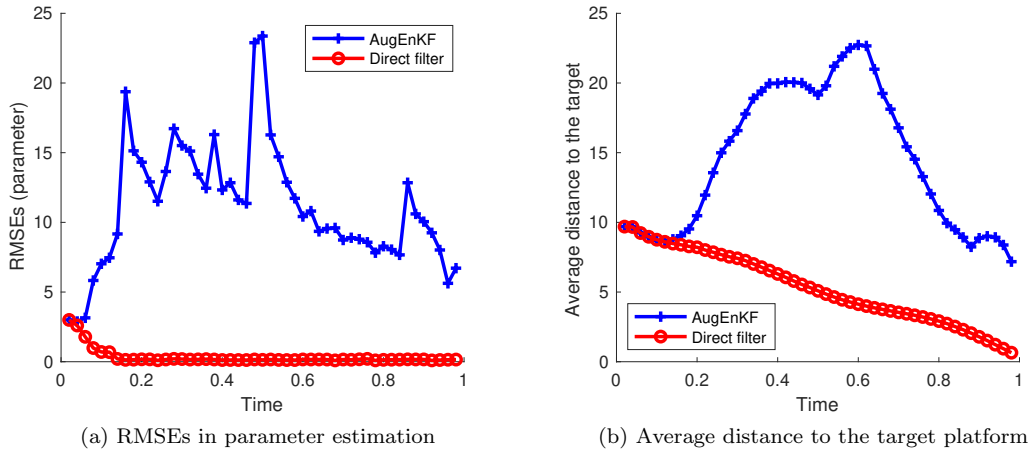 25
20
15
10
5
0
RMSEs (parameter)
AugEnKF
Direct filter
0
0.2
0.4
0.6
0.8
1
Time
(a) RMSEs in parameter estimation
25
20
15
10
5
0
Average distance to the target
AugEnKF
Direct filter
0
0.2
0.4
0.6
0.8
1
Time
(b) Average distance to the target platform